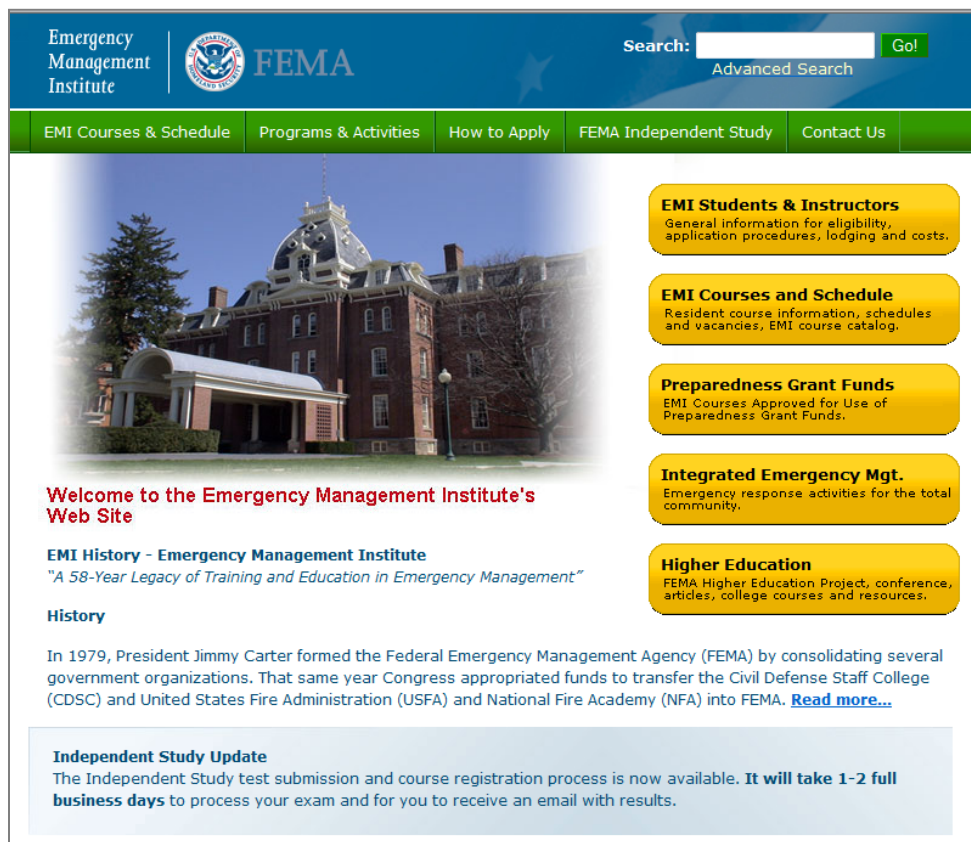 Emergency
Management
Institute
U.S. DEPARTMENT OF
HOMELAND SECURITY
FEMA
Search:
Go!
Advanced Search
EMI Courses & Schedule
Programs & Activities
How to Apply
FEMA Independent Study
Contact Us
EMI Students & Instructors
General information for eligibility,
application procedures, lodging and costs.
EMI Courses and Schedule
Resident course information, schedules
and vacancies, EMI course catalog.
Preparedness Grant Funds
EMI Courses Approved for Use of
Preparedness Grant Funds.
Integrated Emergency Mgt.
Emergency response activities for the total
community.
Higher Education
FEMA Higher Education Project, conference,
articles, college courses and resources.
Welcome to the Emergency Management Institute's
Web Site
EMI History - Emergency Management Institute
"A 58-Year Legacy of Training and Education in Emergency Management"
History
In 1979, President Jimmy Carter formed the Federal Emergency Management Agency (FEMA) by consolidating several
government organizations. That same year Congress appropriated funds to transfer the Civil Defense Staff College
(CDSC) and United States Fire Administration (USFA) and National Fire Academy (NFA) into FEMA. Read more...
Independent Study Update
The Independent Study test submission and course registration process is now available. It will take 1-2 full
business days to process your exam and for you to receive an email with results.